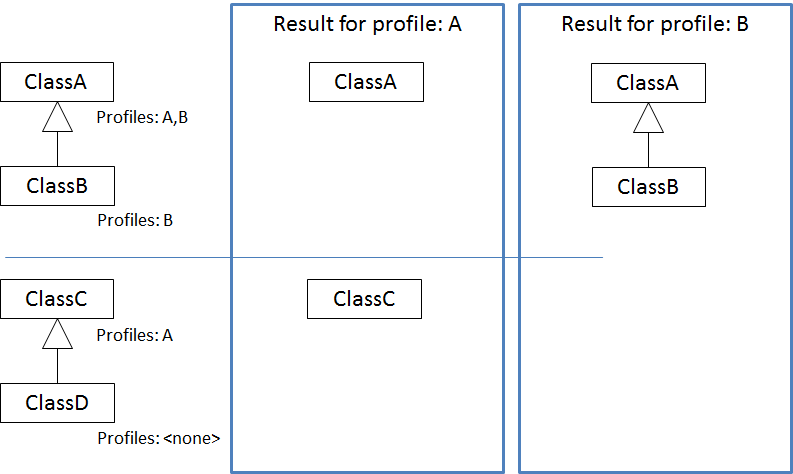 Result for profile: A
Result for profile: B
ClassA
ClassA
ClassA
Profiles: A,B
ClassB
ClassB
Profiles: B
ClassC
ClassC
Profiles: A
ClassD
Profiles: <none>